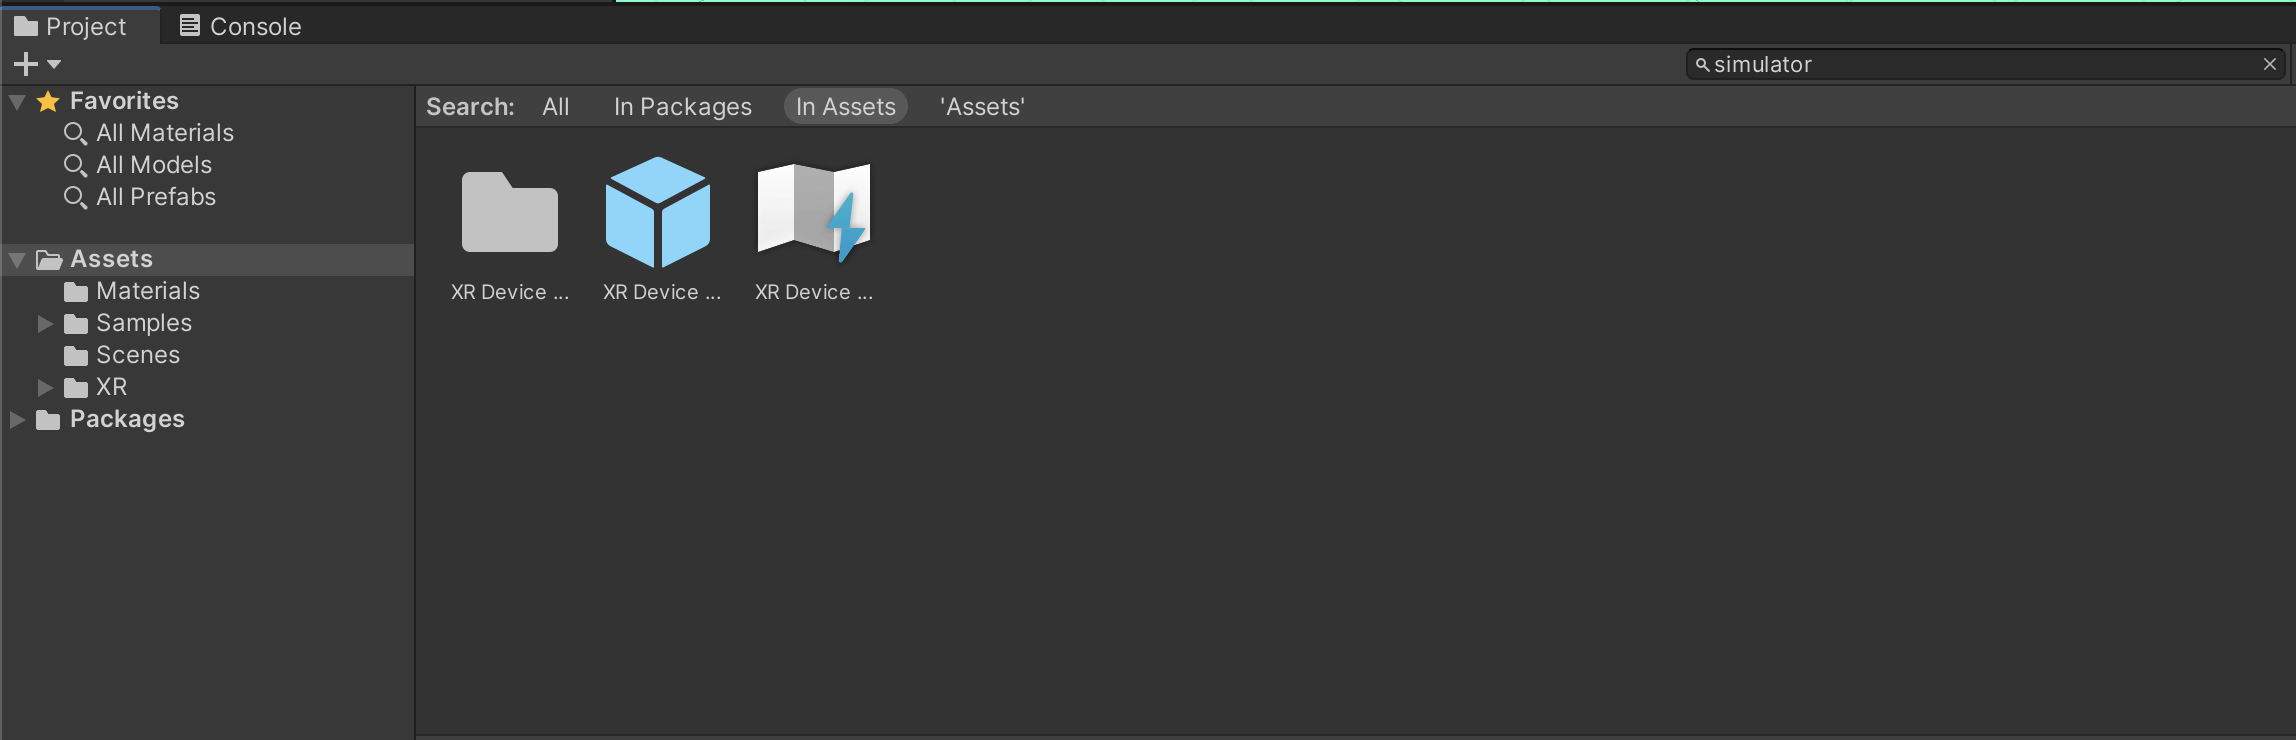 Project
Console
simulator
Favorites
All Materials
All Models
All Prefabs
Assets
Materials
Samples
Scenes
XR
Packages
Search: All In Packages In Assets 'Assets'
XR Device ... XR Device ... XR Device ...